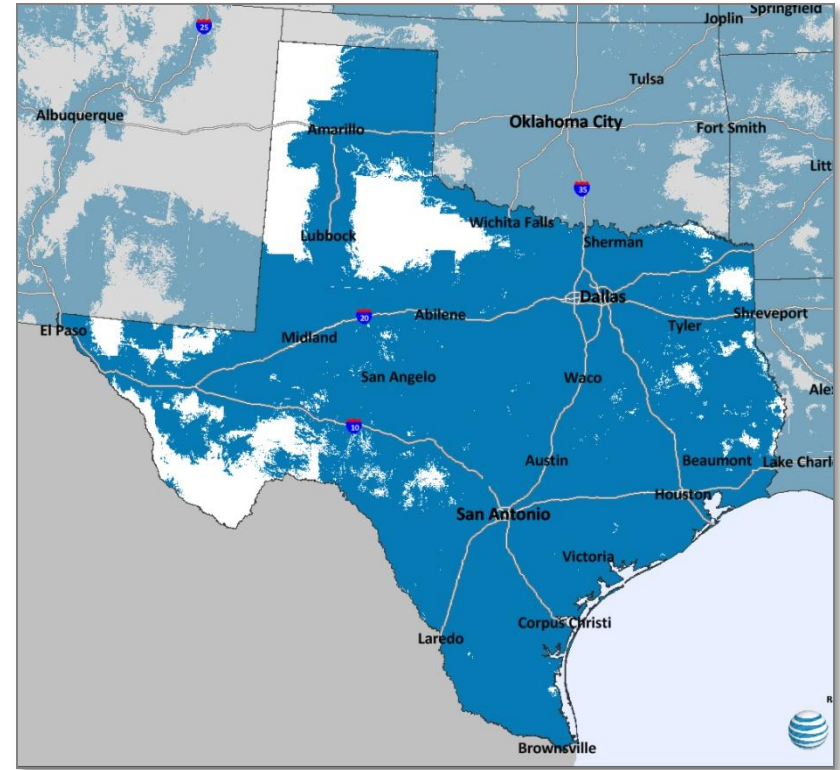 Springfield
Joplin
25
Tulsa
Albuquerque
Oklahoma City
Fort Smith
Amarillo
Litt
35
Wichita Falls
Lubbock
Sherman
Dallas
20
Abilene
Shreveport
El Paso
Midland
Tyler
San Angelo
Waco
Ale
10
Austin
Beaumont
Lake Charl
Houston
San Antonio
Victoria
Corpus Christi
Laredo
R
Brownsville